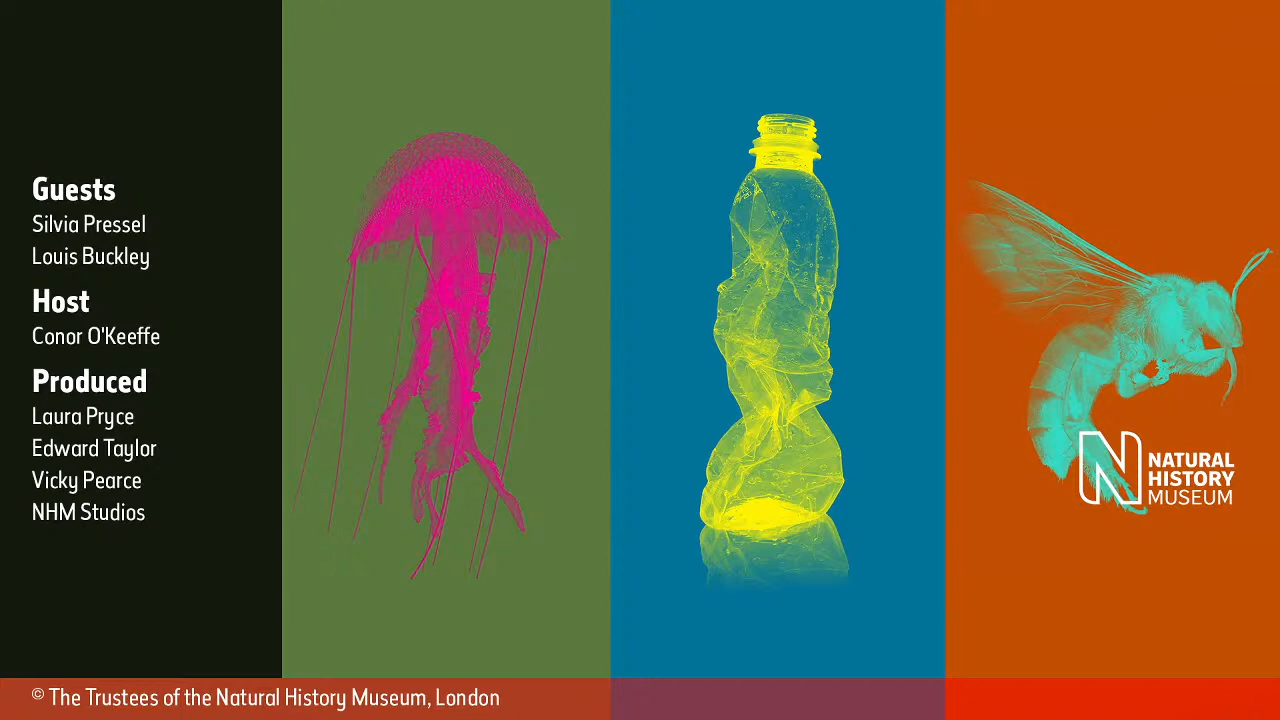 Guests
Silvia Pressel
Louis Buckley
Host
Conor O'Keeffe
Produced
Laura Pryce
Edward Taylor
Vicky Pearce
NHM Studios
N
NATURAL
HISTORY
MUSEUM
© The Trustees of the Natural History Museum, London